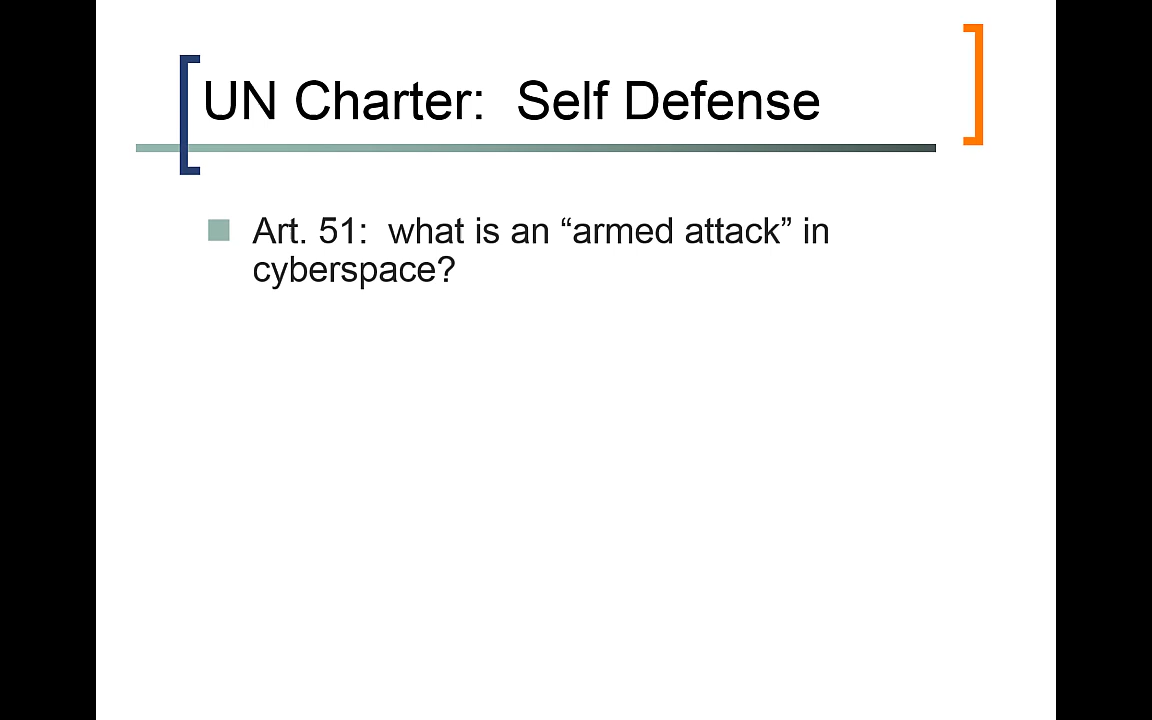 UN Charter:  Self Defense
Art. 51:  what is an “armed attack” in
cyberspace?